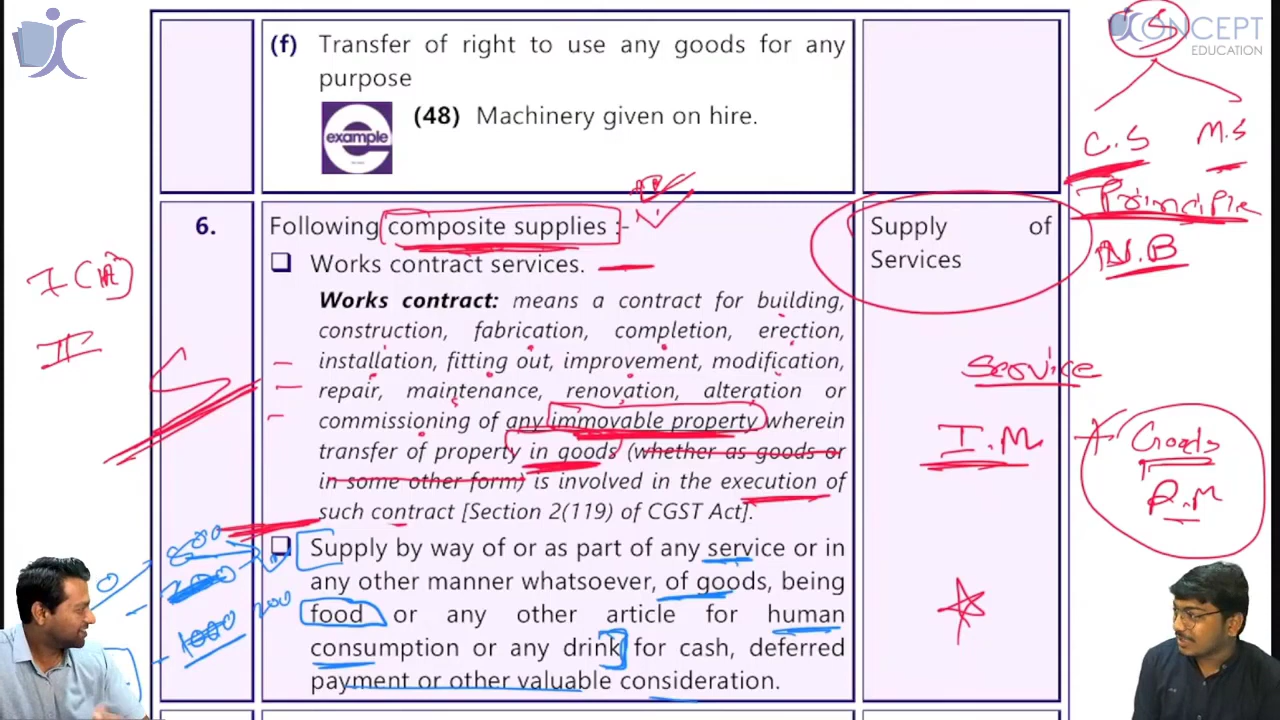 CONCEPT
EDUCATION
(f) Transfer of right to use any goods for any
purpose
example
(48) Machinery given on hire.
S
C.S
M.S
Principle
N.B
6.
Following composite supplies :-
Supply of
Services
Works contract services.
Works contract: means a contract for building,
construction, fabrication, completion, erection,
installation, fitting out, improvement, modification,
repair, maintenance, renovation, alteration or
commissioning of any immovable property wherein
transfer of property in goods (whether as goods or
in some other form) is involved in the execution of
such contract [Section 2(119) of CGST Act].
Supply by way of or as part of any service or in
any other manner whatsoever, of goods, being
food or any other article for human
consumption or any drink for cash, deferred
payment or other valuable consideration.
II
Service
I.M
Goods
R.M
800
200
1000